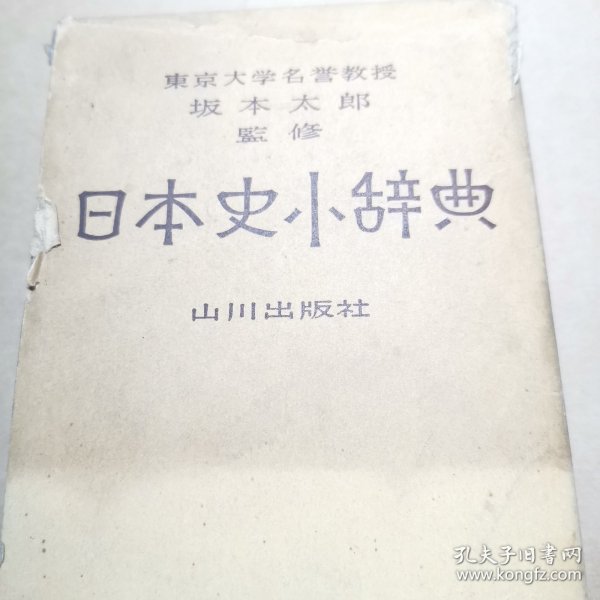 東京大学名誉教授
坂本太郎
監修
日本史小辞典
山川出版社
孔夫子旧书网
www.kongfz.com